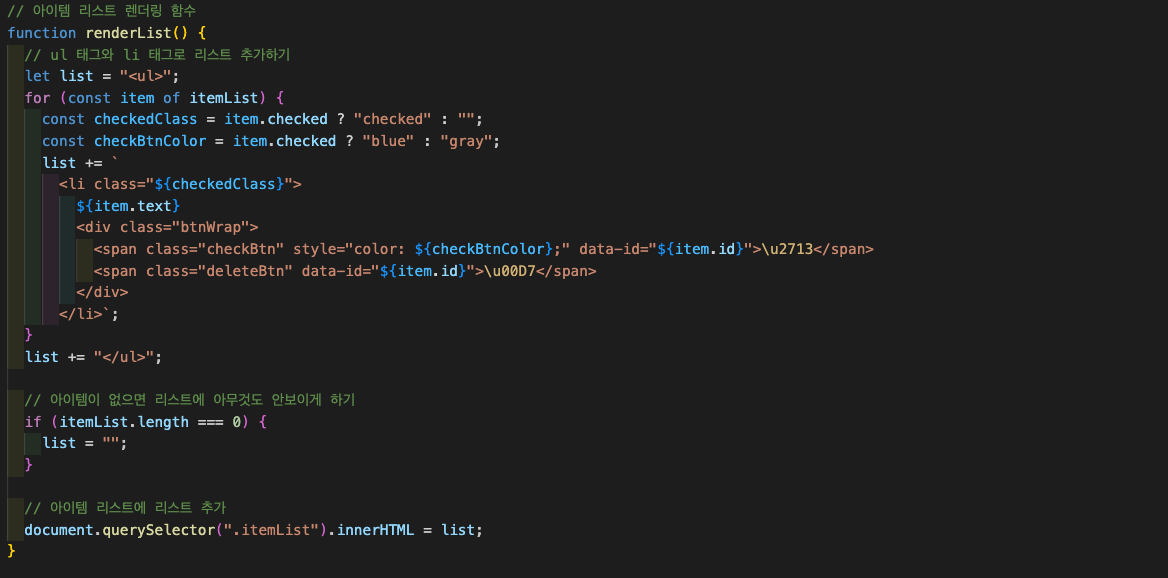 // 아이템 리스트 렌더링 함수
function renderList() {
  // ul 태그와 li 태그로 리스트 추가하기
  let list = "<ul>";
  for (const item of itemList) {
    const checkedClass = item.checked ? "checked" : "";
    const checkBtnColor = item.checked ? "blue" : "gray";
    list += `
      <li class="${checkedClass}">
        ${item.text}
        <div class="btnWrap">
          <span class="checkBtn" style="color: ${checkBtnColor};" data-id="${item.id}">\u2713</span>
          <span class="deleteBtn" data-id="${item.id}">\u00D7</span>
        </div>
      </li>`;
  }
  list += "</ul>";

  // 아이템이 없으면 리스트에 아무것도 안보이게 하기
  if (itemList.length === 0) {
    list = "";
  }

  // 아이템 리스트에 리스트 추가
  document.querySelector(".itemList").innerHTML = list;
}